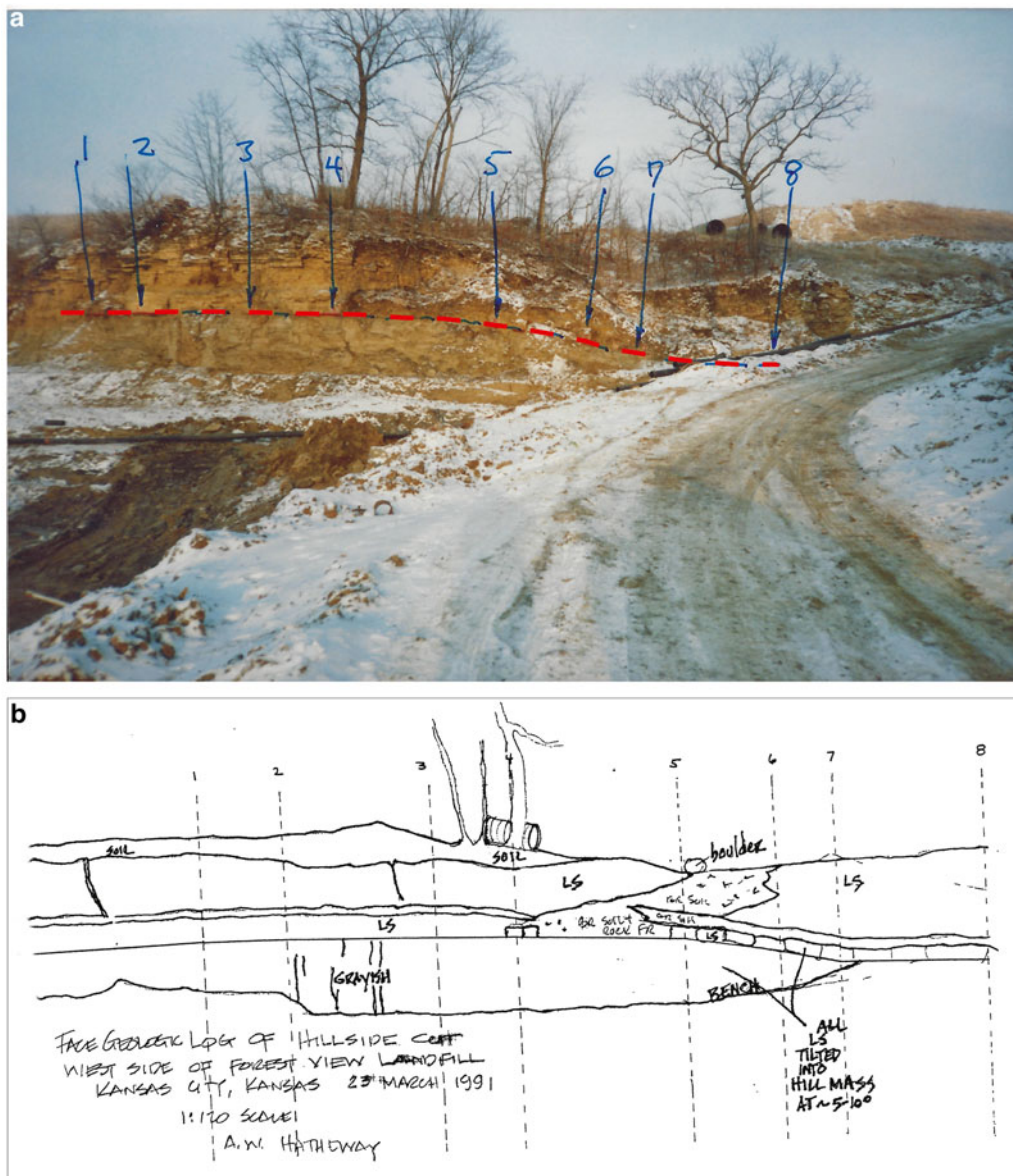 a
1 2 3 4 5 6 7 8
b
1 2 3 4 5 6 7 8
boulder
SOIL
SOIL
LS
LS
LS
LS
ROCK FR
GRAYISH
BENCH
ALL
LS
TILTED
INTO
HILL MASS
AT ~ 5-10°
FACE GEOLOGIC LOG OF HILLSIDE CUT
WEST SIDE OF FOREST VIEW LANDFILL
KANSAS CITY, KANSAS 23 MARCH 1991
1:120 SCALE
A.W. HATHEWAY